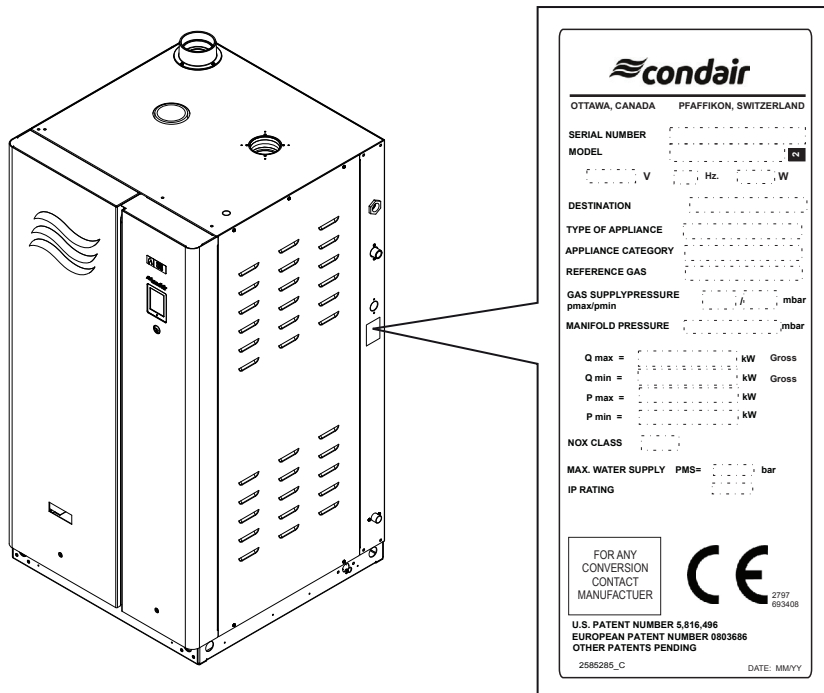 condair
OTTAWA, CANADA PFAFFIKON, SWITZERLAND
SERIAL NUMBER
MODEL 2
V Hz. W
DESTINATION
TYPE OF APPLIANCE
APPLIANCE CATEGORY
REFERENCE GAS
GAS SUPPLYPRESSURE
pmax/pmin / mbar
MANIFOLD PRESSURE mbar
Q max = kW Gross
Q min = kW Gross
P max = kW
P min = kW
NOX CLASS
MAX. WATER SUPPLY PMS= bar
IP RATING
FOR ANY
CONVERSION
CONTACT
MANUFACTUER
CE
2797
693408
U.S. PATENT NUMBER 5,816,496
EUROPEAN PATENT NUMBER 0803686
OTHER PATENTS PENDING
2585285_C DATE: MM/YY